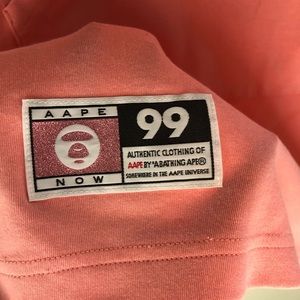 AAPE
NOW
99
AUTHENTIC CLOTHING OF
AAPE BY *A BATHING APE®
SOMEWHERE IN THE AAPE UNIVERSE